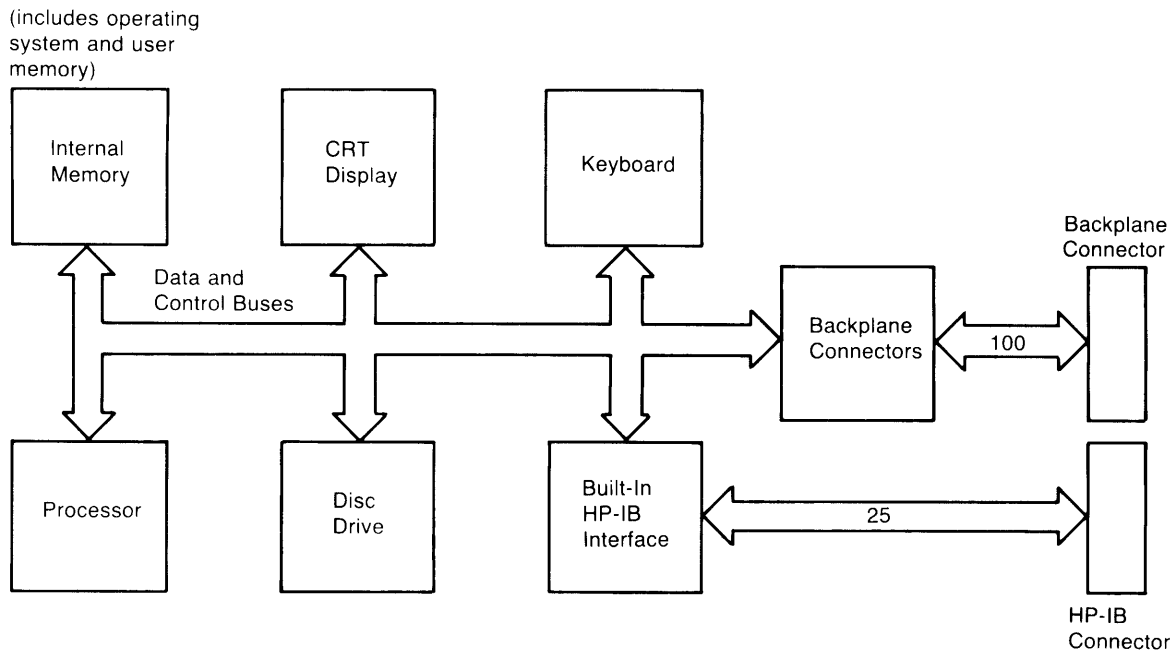 (includes operating
system and user
memory)
Internal
Memory
CRT
Display
Keyboard
Backplane
Connector
Data and
Control Buses
Backplane
Connectors
100
Processor
Disc
Drive
Built-In
HP-IB
Interface
25
HP-IB
Connector